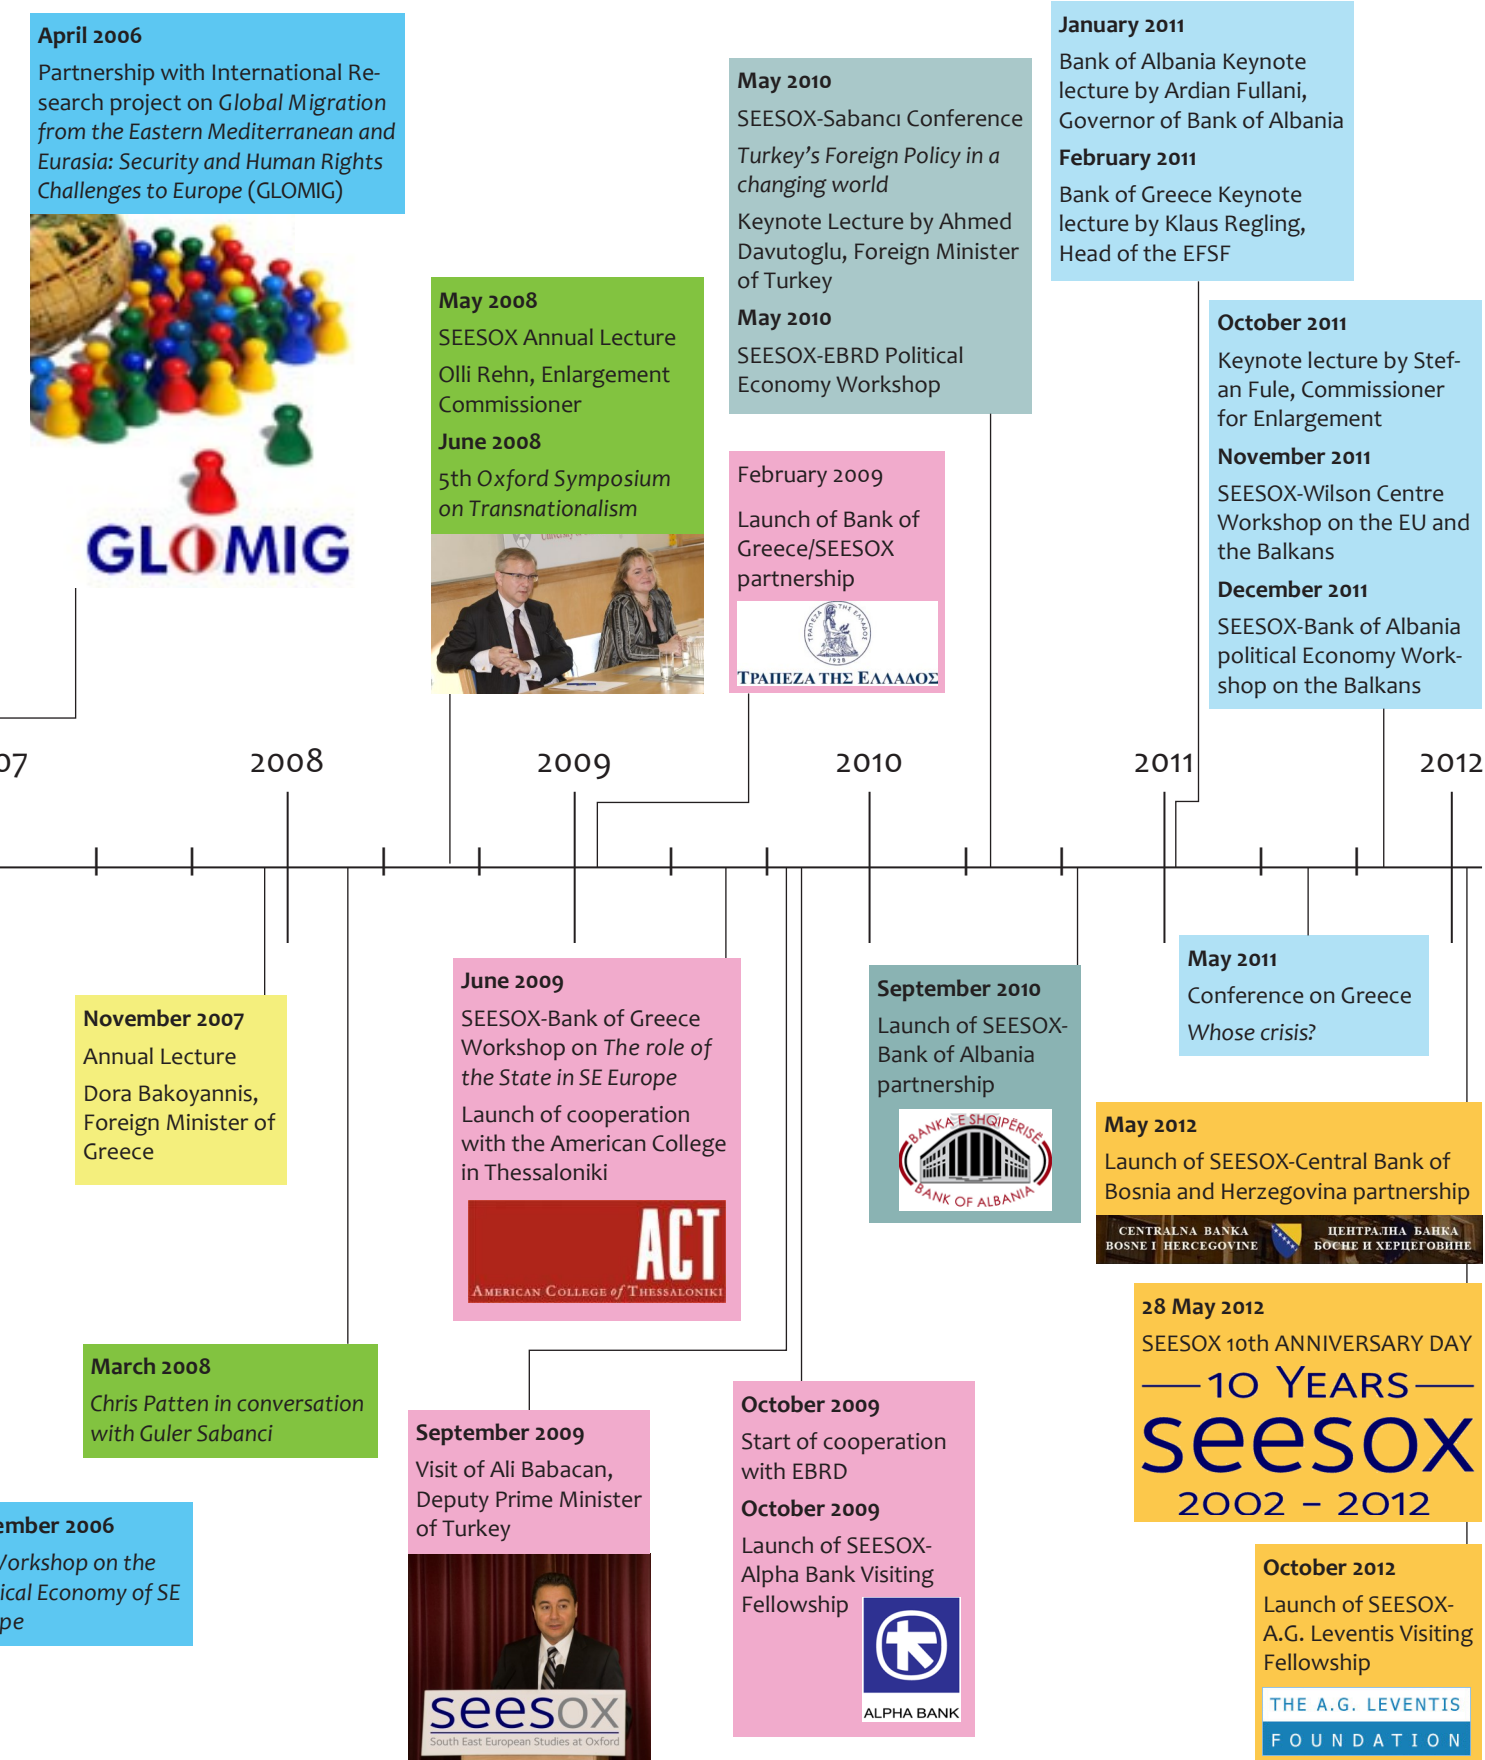 April 2006
Partnership with International Re-
search project on Global Migration
from the Eastern Mediterranean and
Eurasia: Security and Human Rights
Challenges to Europe (GLOMIG)
GLOMIG
May 2008
SEESOX Annual Lecture
Olli Rehn, Enlargement
Commissioner
June 2008
5th Oxford Symposium
on Transnationalism
May 2010
SEESOX-Sabancı Conference
Turkey's Foreign Policy in a
changing world
Keynote Lecture by Ahmed
Davutoglu, Foreign Minister
of Turkey
May 2010
SEESOX-EBRD Political
Economy Workshop
February 2009
Launch of Bank of
Greece/SEESOX
partnership
ΤΡΑΠΕΖΑ ΤΗΣ ΕΛΛΑΔΟΣ
1928
ΤΡΑΠΕΖΑ ΤΗΣ ΕΛΛΑΔΟΣ
January 2011
Bank of Albania Keynote
lecture by Ardian Fullani,
Governor of Bank of Albania
February 2011
Bank of Greece Keynote
lecture by Klaus Regling,
Head of the EFSF
October 2011
Keynote lecture by Stef-
an Fule, Commissioner
for Enlargement
November 2011
SEESOX-Wilson Centre
Workshop on the EU and
the Balkans
December 2011
SEESOX-Bank of Albania
political Economy Work-
shop on the Balkans
07 2008 2009 2010 2011 2012
November 2007
Annual Lecture
Dora Bakoyannis,
Foreign Minister of
Greece
March 2008
Chris Patten in conversation
with Guler Sabanci
ember 2006
Workshop on the
ical Economy of SE
pe
June 2009
SEESOX-Bank of Greece
Workshop on The role of
the State in SE Europe
Launch of cooperation
with the American College
in Thessaloniki
ACT
AMERICAN COLLEGE of THESSALONIKI
September 2009
Visit of Ali Babacan,
Deputy Prime Minister
of Turkey
seesox
South East European Studies at Oxford
October 2009
Start of cooperation
with EBRD
October 2009
Launch of SEESOX-
Alpha Bank Visiting
Fellowship
ALPHA BANK
September 2010
Launch of SEESOX-
Bank of Albania
partnership
BANKA E SHQIPËRISË
BANK OF ALBANIA
May 2011
Conference on Greece
Whose crisis?
May 2012
Launch of SEESOX-Central Bank of
Bosnia and Herzegovina partnership
CENTRALNA BANKA
BOSNE I HERCEGOVINE
ЦЕНТРАЛНА БАНКА
БОСНЕ И ХЕРЦЕГОВИНЕ
28 May 2012
SEESOX 10th ANNIVERSARY DAY
10 YEARS
seesox
2002 – 2012
October 2012
Launch of SEESOX-
A.G. Leventis Visiting
Fellowship
THE A.G. LEVENTIS
FOUNDATION